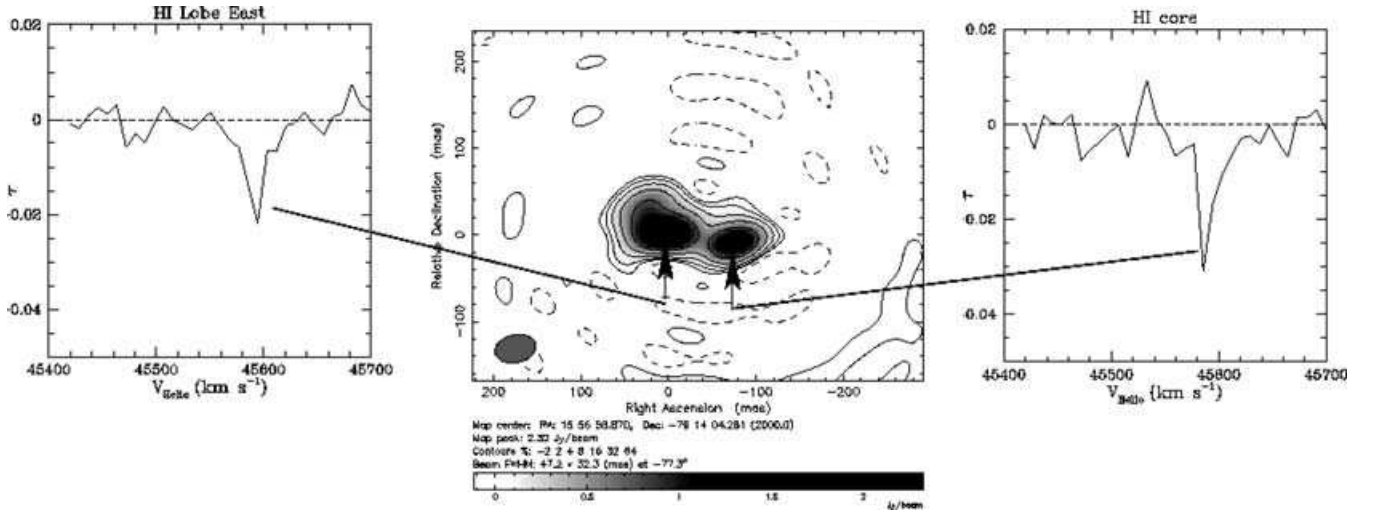 HI Lobe East
0.02
0
-0.02
-0.04
τ
45400 45500 45600 45700
V_Helio (km s⁻¹)
200
100
0
-100
Relative Declination (mas)
200 100 0 -100 -200
Right Ascension (mas)
Map center: RA: 15 56 58.870, Dec: -79 14 04.281 (2000.0)
Map peak: 2.32 Jy/beam
Contours %: -2 2 4 8 16 32 64
Beam FWHM: 47.2 × 32.3 (mas) at -77.3°
0 0.5 1 1.5 2
Jy/beam
HI core
0.02
0
0.02
0.04
τ
45400 45500 45600 45700
V_Helio (km s⁻¹)